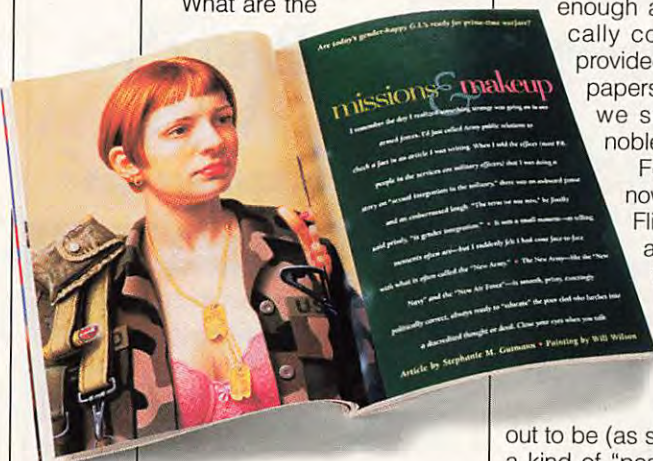 What are the
enough a
cally co
provide
papers
we s
noble
F
now
Fli
a
Are today's gender-happy G.I.'s ready for prime-time warfare?
missions & makeup
I remember the day I realized something strange was going on in our
armed forces. I'd just called Army public relations to
check a fact in an article I was writing. When I told the officer (most P.R.
people in the services are military officers) that I was doing a
story on "sexual integration in the military," there was an awkward pause
and an embarrassed laugh. "The term we use now," he finally
said primly, "is gender integration." • It was a small moment—as telling
moments often are—but I suddenly felt I had come face to face
with what is often called the "New Army." • The New Army—like the "New
Navy" and the "New Air Force"—is smooth, prissy, exactingly
politically correct, always ready to "educate" the poor clod who lurches into
a discredited thought or deed. Close your eyes when you talk
Article by Stephanie M. Gutmann • Painting by Will Wilson
US
out to be (as s
a kind of "pos